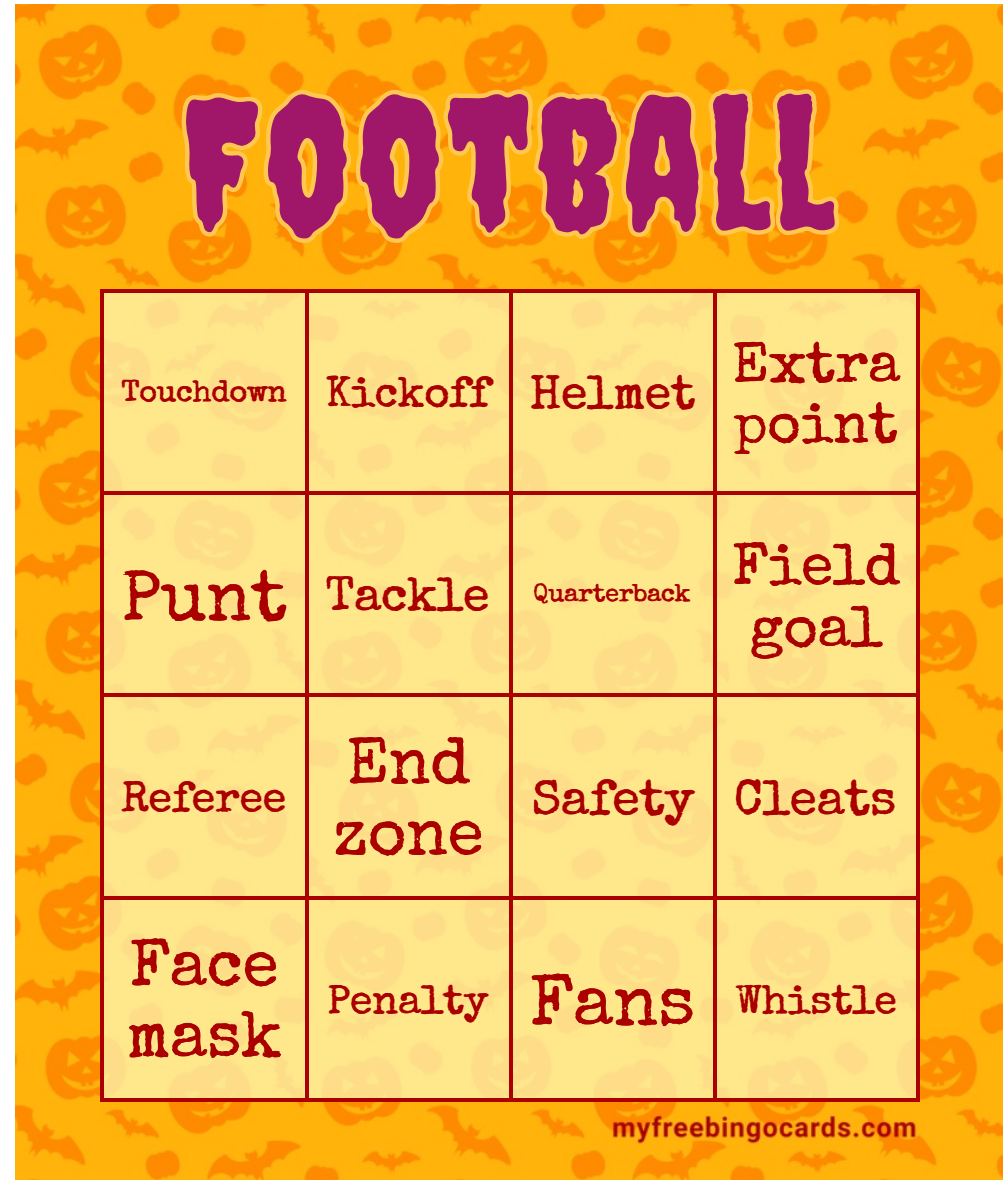 FOOTBALL
Touchdown
Kickoff
Helmet
Extra
point
Punt
Tackle
Quarterback
Field
goal
Referee
End
zone
Safety
Cleats
Face
mask
Penalty
Fans
Whistle
myfreebingocards.com